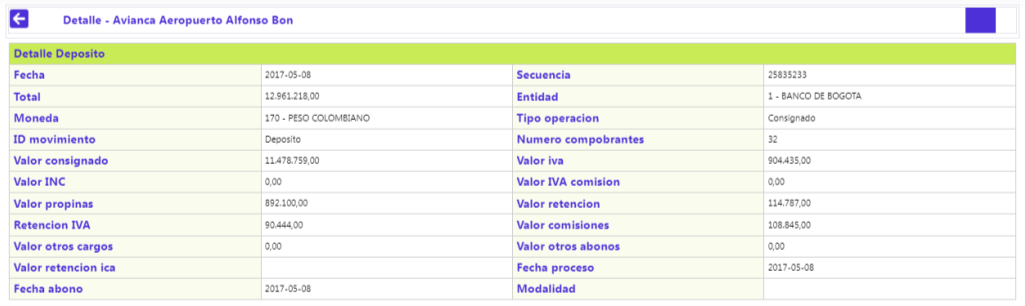 Detalle - Avianca Aeropuerto Alfonso Bon
Detalle Deposito
Fecha 2017-05-08 Secuencia 25835233
Total 12.961.218,00 Entidad 1 - BANCO DE BOGOTA
Moneda 170 - PESO COLOMBIANO Tipo operacion Consignado
ID movimiento Deposito Numero compobrantes 32
Valor consignado 11.478.759,00 Valor iva 904.435,00
Valor INC 0,00 Valor IVA comision 0,00
Valor propinas 892.100,00 Valor retencion 114.787,00
Retencion IVA 90.444,00 Valor comisiones 108.845,00
Valor otros cargos 0,00 Valor otros abonos 0,00
Valor retencion ica Fecha proceso 2017-05-08
Fecha abono 2017-05-08 Modalidad